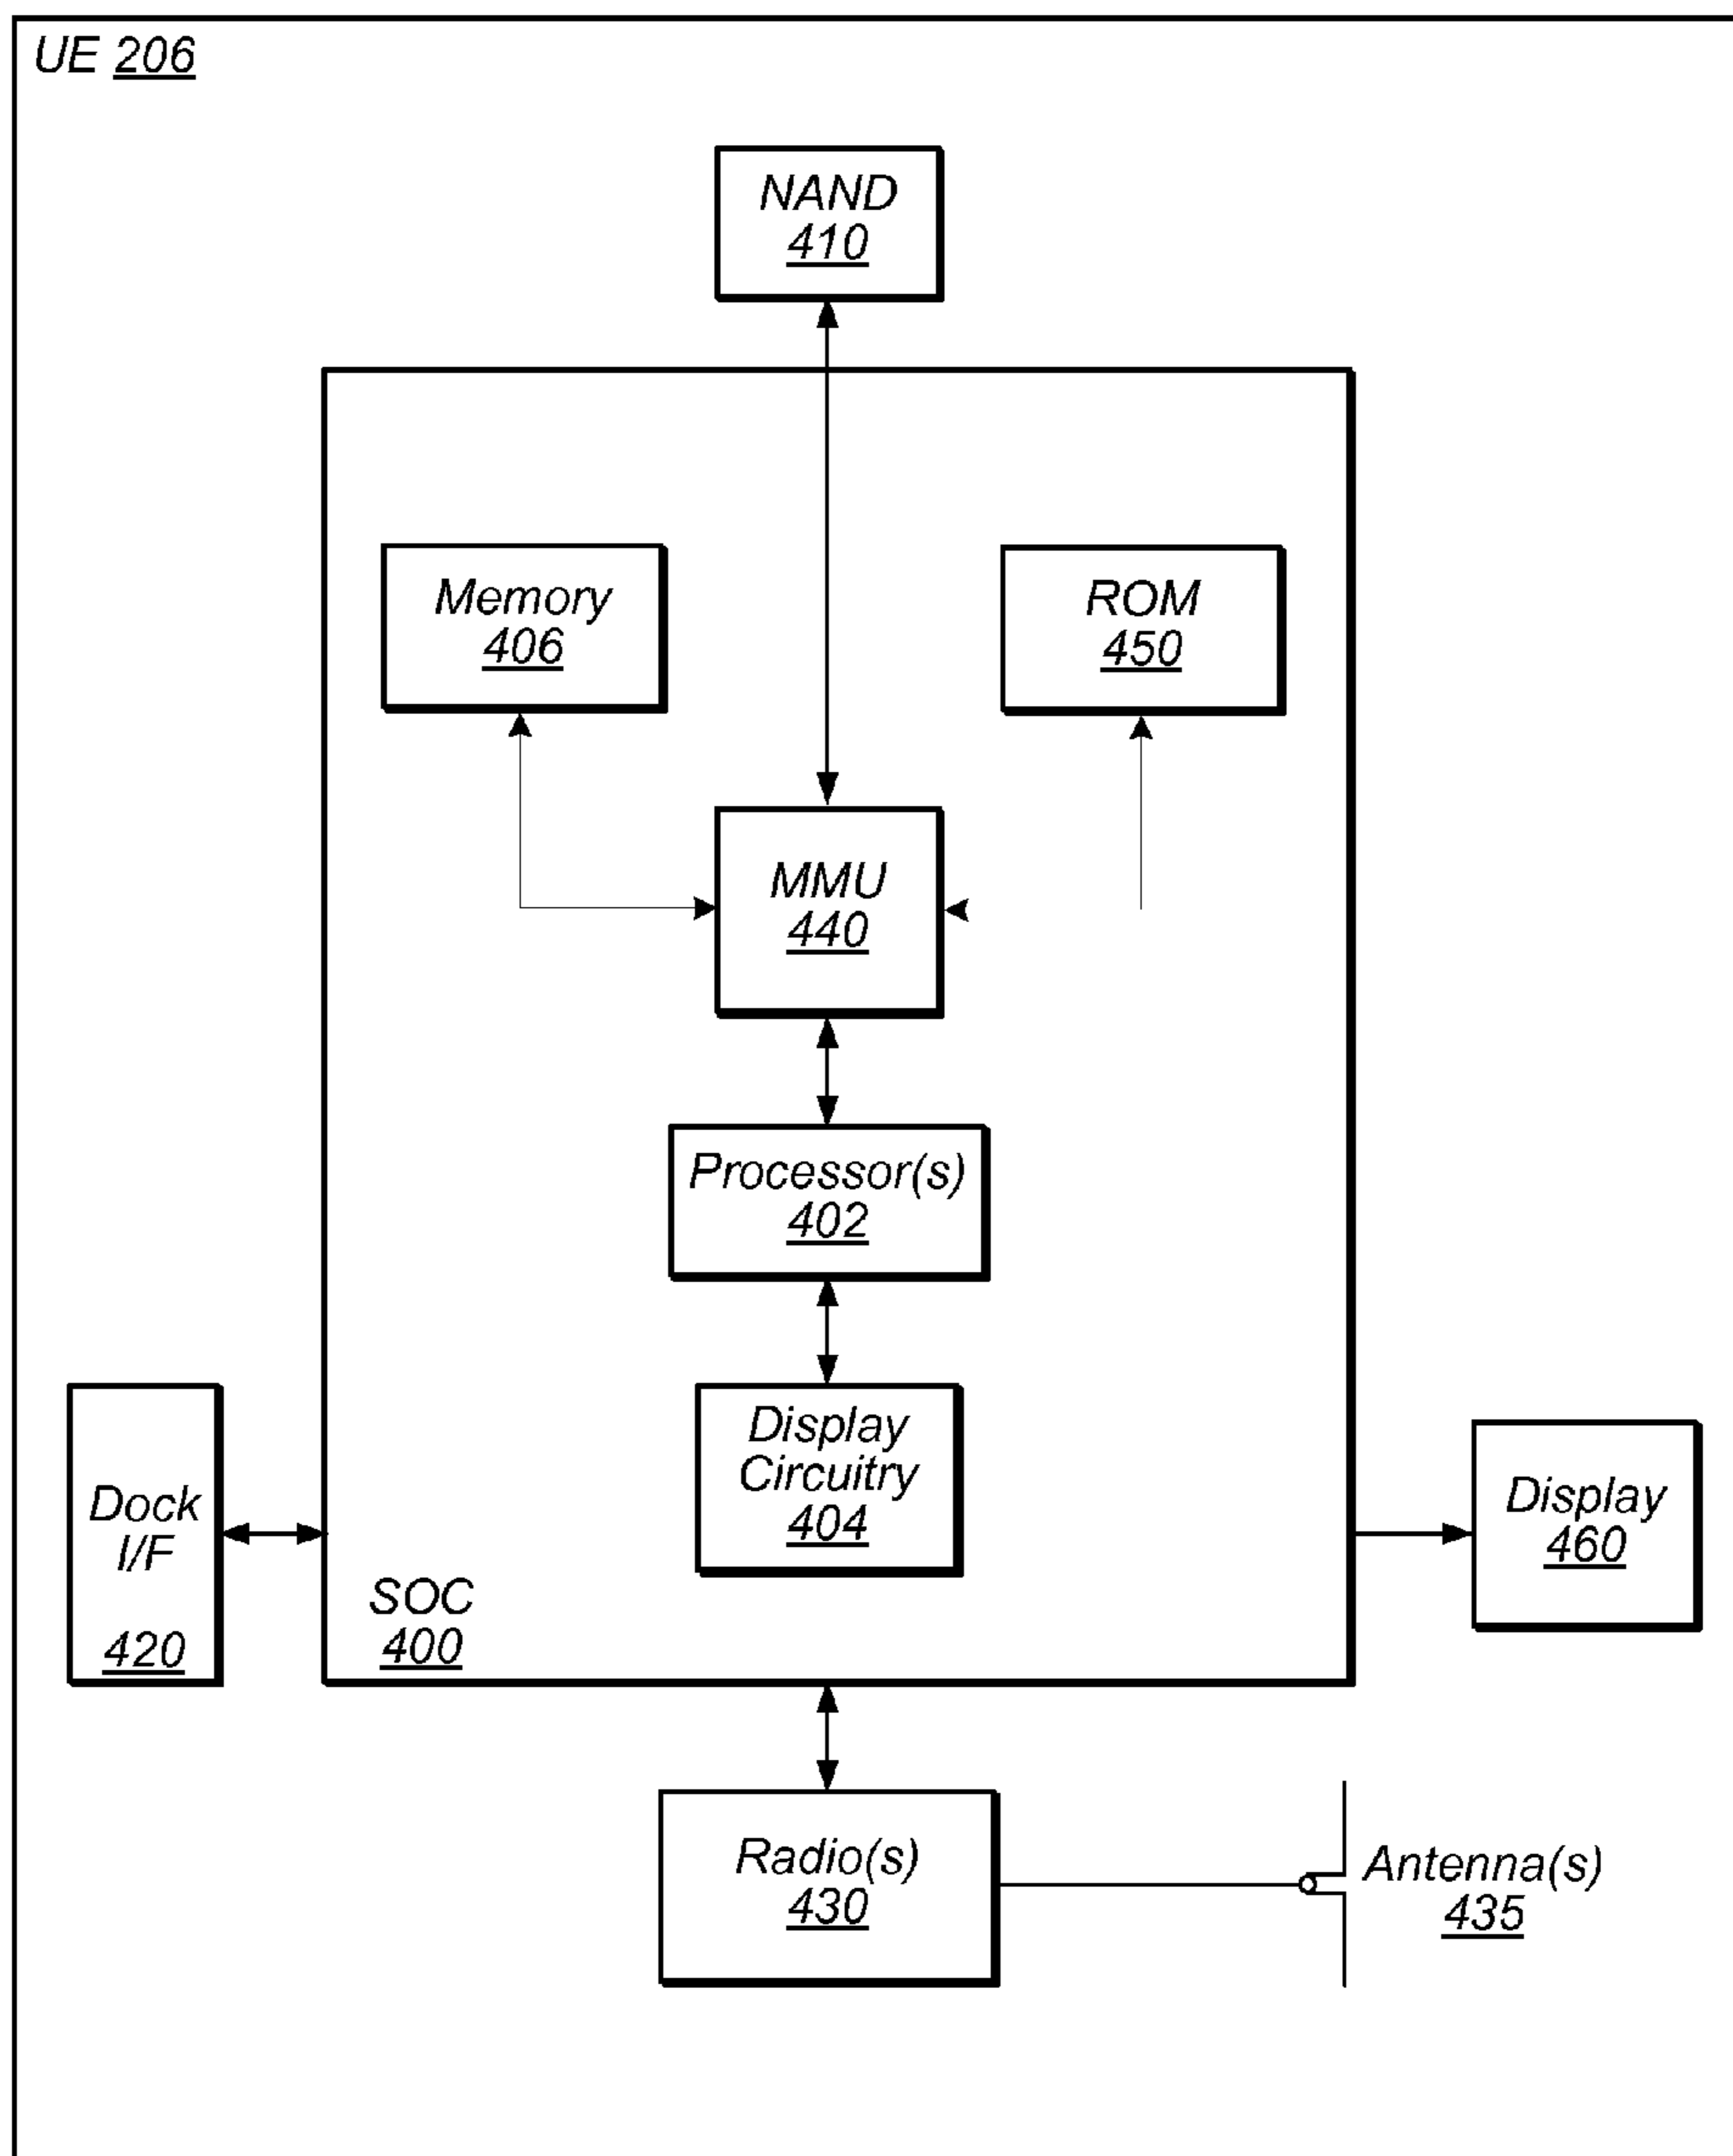 UE 206
NAND
410
Memory
406
ROM
450
MMU
440
Processor(s)
402
Display
Circuitry
404
Dock
I/F
420
SOC
400
Display
460
Radio(s)
430
Antenna(s)
435